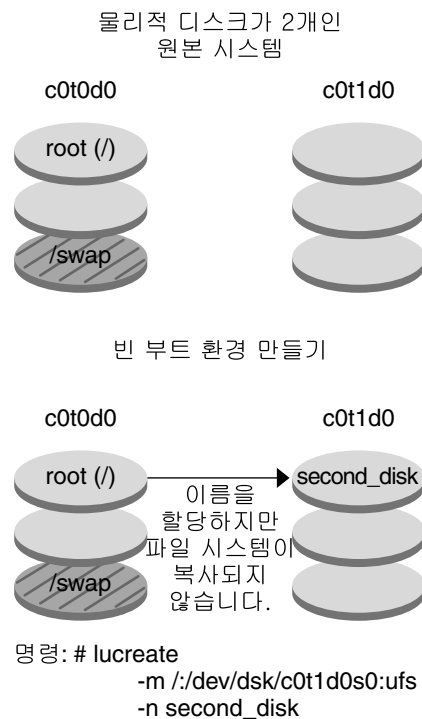 물리적 디스크가 2개인
원본 시스템
c0t0d0
c0t1d0
root (/)
/swap
빈 부트 환경 만들기
c0t0d0
c0t1d0
root (/)
second_disk
이름을
할당하지만
파일 시스템이
복사되지
않습니다.
/swap
명령: # lucreate
-m /:/dev/dsk/c0t1d0s0:ufs
-n second_disk